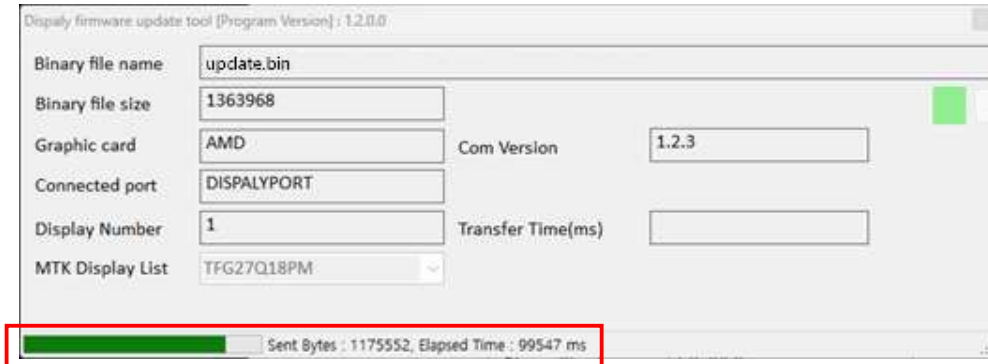 Dispaly firmware update tool [Program Version] : 1.2.0.0
Binary file name update.bin
Binary file size 1363968
Graphic card AMD Com Version 1.2.3
Connected port DISPALYPORT
Display Number 1 Transfer Time(ms)
MTK Display List TFG27Q18PM
Sent Bytes : 1175552, Elapsed Time : 99547 ms